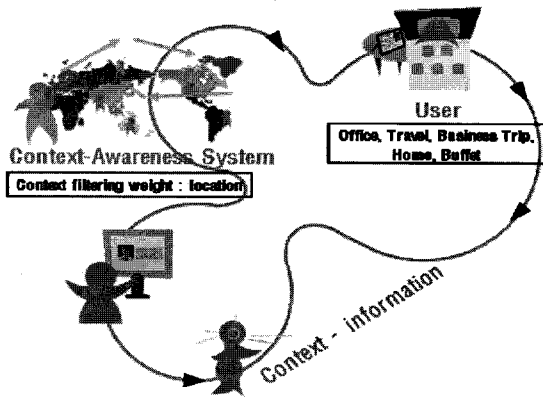 User
Office, Travel, Business Trip,
Home, Buffet
Context-Awareness System
Context filtering weight : location
Context - information